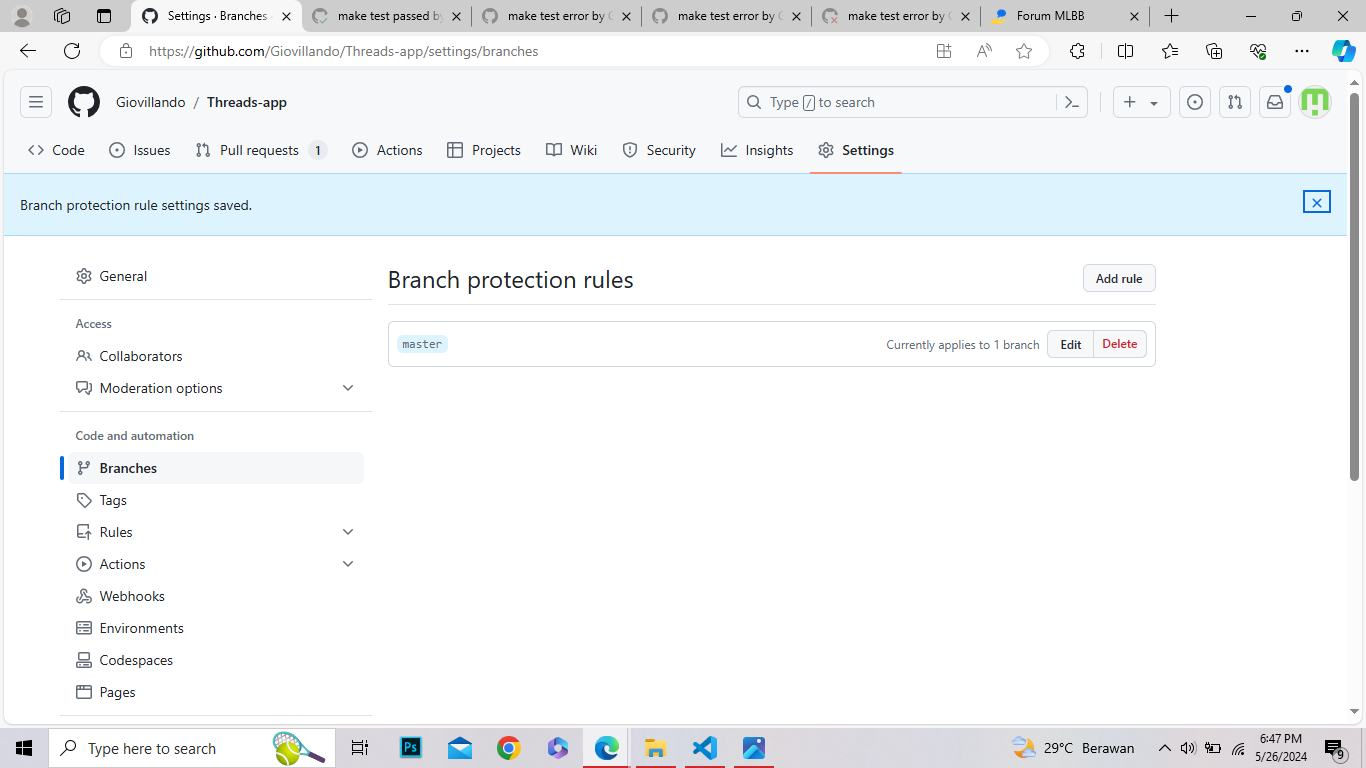 Settings · Branches
make test passed by
make test error by G
make test error by G
make test error by G
Forum MLBB
https://github.com/Giovillando/Threads-app/settings/branches
Giovillando / Threads-app
Type / to search
Code
Issues
Pull requests 1
Actions
Projects
Wiki
Security
Insights
Settings
Branch protection rule settings saved.
General
Access
Collaborators
Moderation options
Code and automation
Branches
Tags
Rules
Actions
Webhooks
Environments
Codespaces
Pages
Branch protection rules
Add rule
master
Currently applies to 1 branch
Edit
Delete
Type here to search
Ps
29°C Berawan
6:47 PM
5/26/2024
9